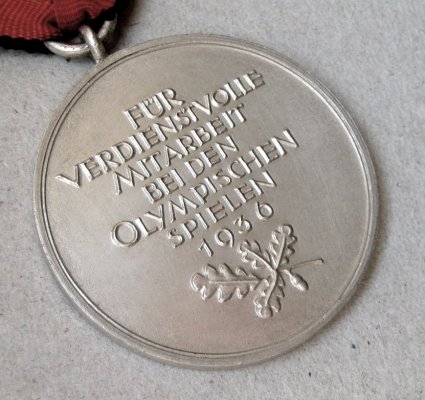 FÜR
VERDIENSTVOLLE
MITARBEIT
BEI DEN
OLYMPISCHEN
SPIELEN
1936